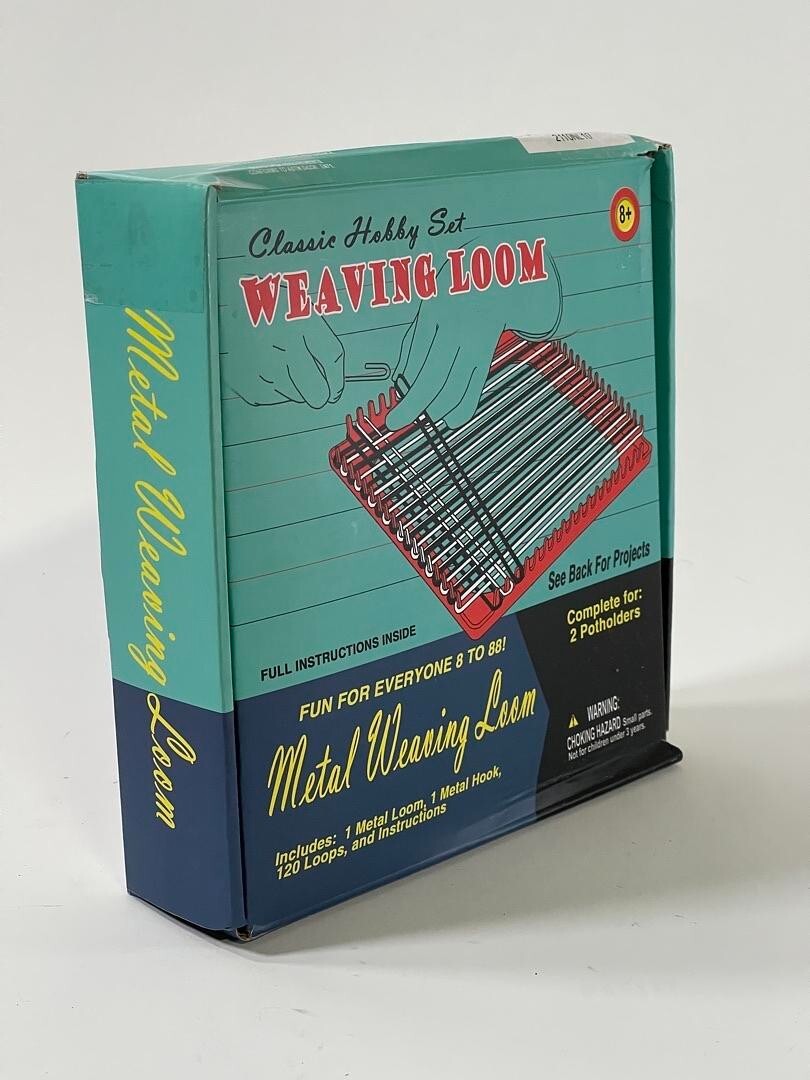 Classic Hobby Set
WEAVING LOOM
8+
See Back For Projects
Complete for:
2 Potholders
FULL INSTRUCTIONS INSIDE
FUN FOR EVERYONE 8 TO 88!
Metal Weaving Loom
WARNING:
CHOKING HAZARD Small parts.
Not for children under 3 years.
Includes: 1 Metal Loom, 1 Metal Hook,
120 Loops, and Instructions
Metal Weaving Loom